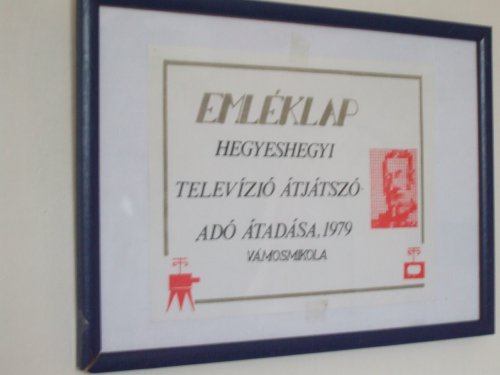 EMLÉKLAP
HEGYESHEGYI
TELEVÍZIÓ ÁTJÁTSZÓ-
ADÓ ÁTADÁSA, 1979
VÁMOSMIKOLA